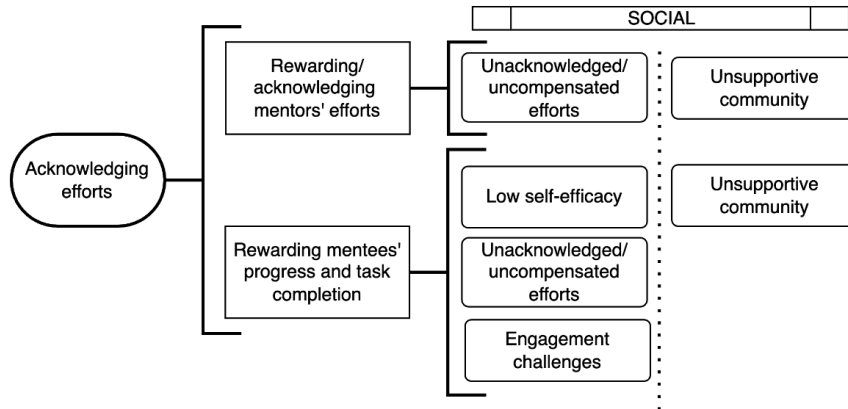 SOCIAL
Rewarding/
acknowledging
mentors' efforts
Unacknowledged/
uncompensated
efforts
Unsupportive
community
Acknowledging
efforts
Low self-efficacy
Unsupportive
community
Rewarding mentees'
progress and task
completion
Unacknowledged/
uncompensated
efforts
Engagement
challenges